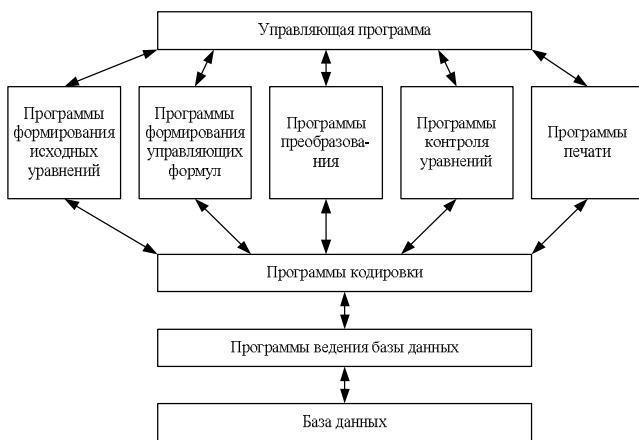 Управляющая программа
Программы
формирования
исходных
уравнений
Программы
формирования
управляющих
формул
Программы
преобразова-
ния
Программы
контроля
уравнений
Программы
печати
Программы кодировки
Программы ведения базы данных
База данных